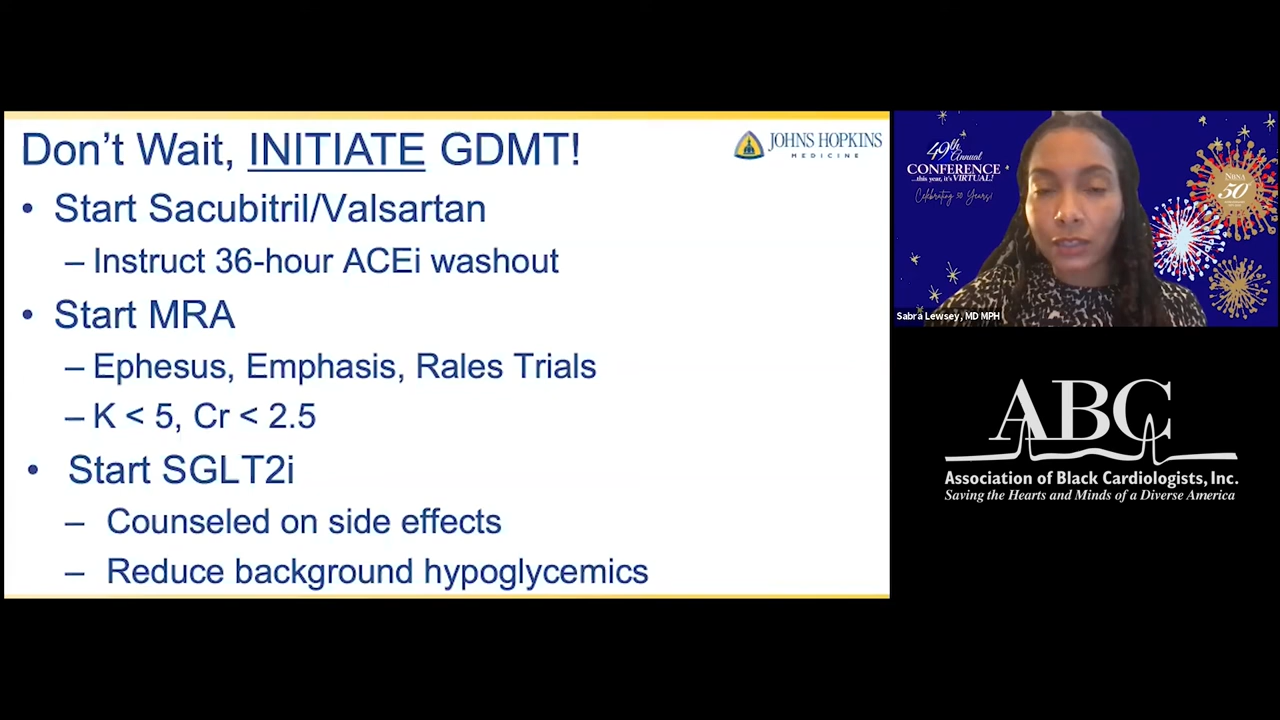 Don't Wait, INITIATE GDMT!
JOHNS HOPKINS
MEDICINE
• Start Sacubitril/Valsartan
– Instruct 36-hour ACEi washout
• Start MRA
– Ephesus, Emphasis, Rales Trials
– K < 5, Cr < 2.5
• Start SGLT2i
– Counseled on side effects
– Reduce background hypoglycemics
49th Annual
CONFERENCE
...this year, it's VIRTUAL!
Celebrating 50 Years!
NBNA
50
Sabra Lewsey, MD MPH
ABC
Association of Black Cardiologists, Inc.
Saving the Hearts and Minds of a Diverse America